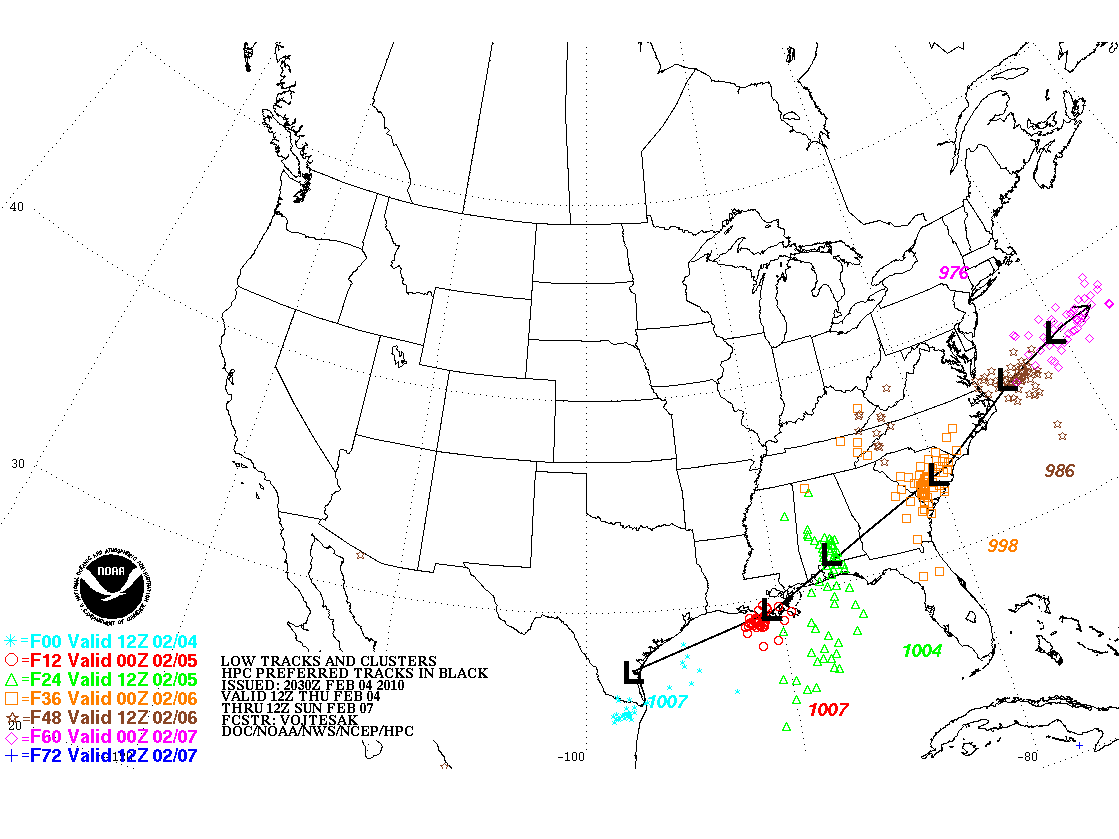 976
40
986
30
998
NOAA
=F00 Valid 12Z 02/04
=F12 Valid 00Z 02/05
=F24 Valid 12Z 02/05
=F36 Valid 00Z 02/06
=F48 Valid 12Z 02/06
=F60 Valid 00Z 02/07
=F72 Valid 12Z 02/07
20
LOW TRACKS AND CLUSTERS
HPC PREFERRED TRACKS IN BLACK
ISSUED: 2030Z FEB 04 2010
VALID 12Z THU FEB 04
THRU 12Z SUN FEB 07
FCSTR: VOJTESAK
DOC/NOAA/NWS/NCEP/HPC
L
L
L
L
L
L
1004
1007
1007
-100
-80